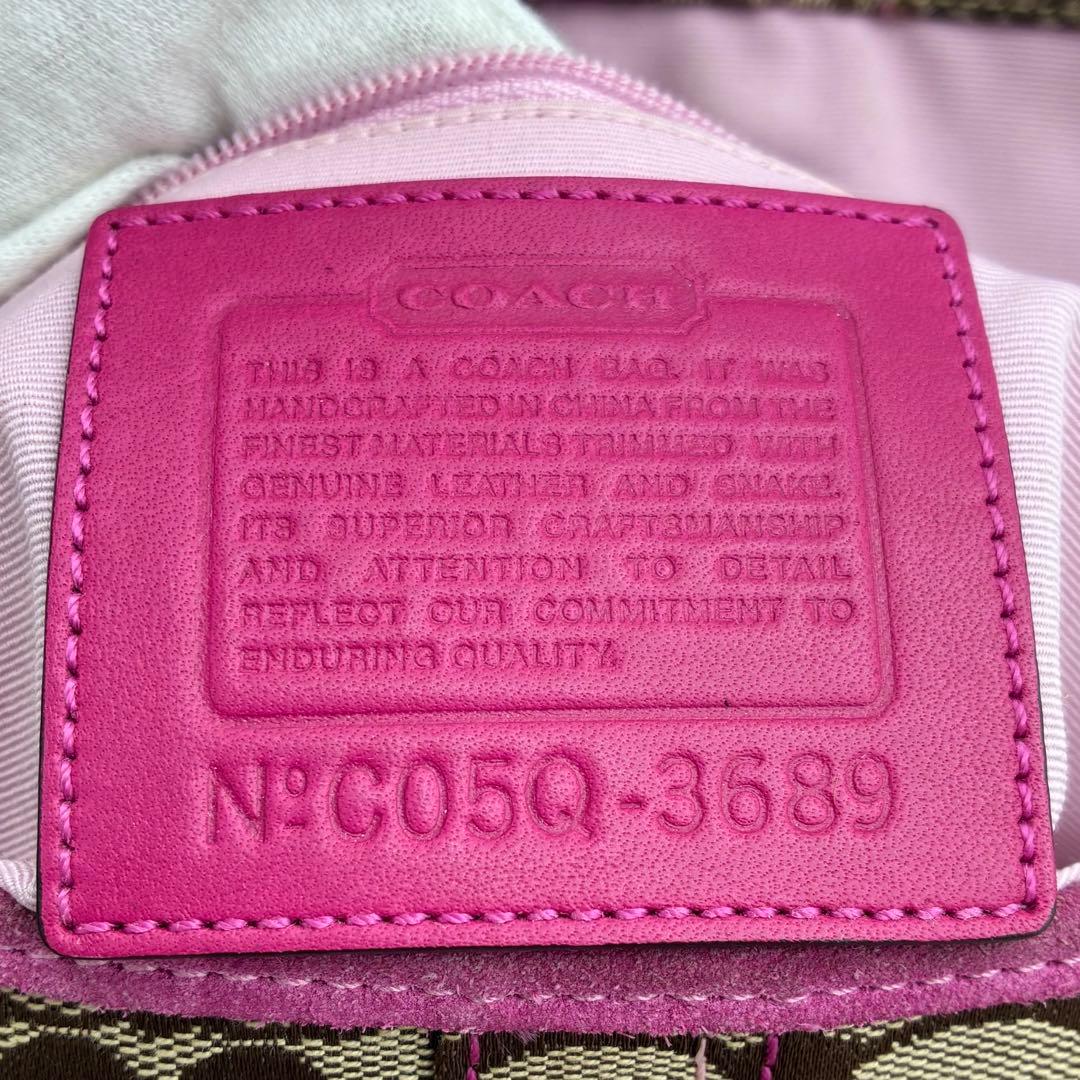 COACH
THIS IS A COACH BAG. IT WAS
HANDCRAFTED IN CHINA FROM THE
FINEST MATERIALS TRIMMED WITH
GENUINE LEATHER AND SNAKE.
ITS SUPERIOR CRAFTSMANSHIP
AND ATTENTION TO DETAIL
REFLECT OUR COMMITMENT TO
ENDURING QUALITY.
Nº C05Q-3689